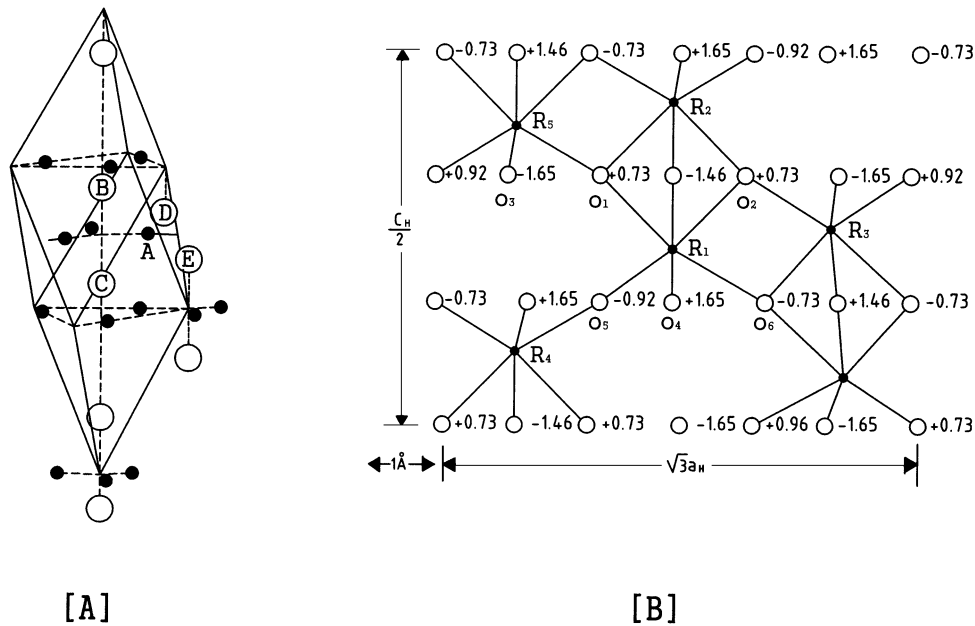 B
D
A
E
C
[A]
-0.73 +1.46 -0.73 +1.65 -0.92 +1.65 -0.73
R₂
R₅
+0.92 -1.65 +0.73 -1.46 +0.73 -1.65 +0.92
O₃ O₁ O₂
C_H
2
R₁ R₃
-0.73 +1.65 -0.92 +1.65 -0.73 +1.46 -0.73
O₅ O₄ O₆
R₄
+0.73 -1.46 +0.73 -1.65 +0.96 -1.65 +0.73
1Å √3a_H
[B]